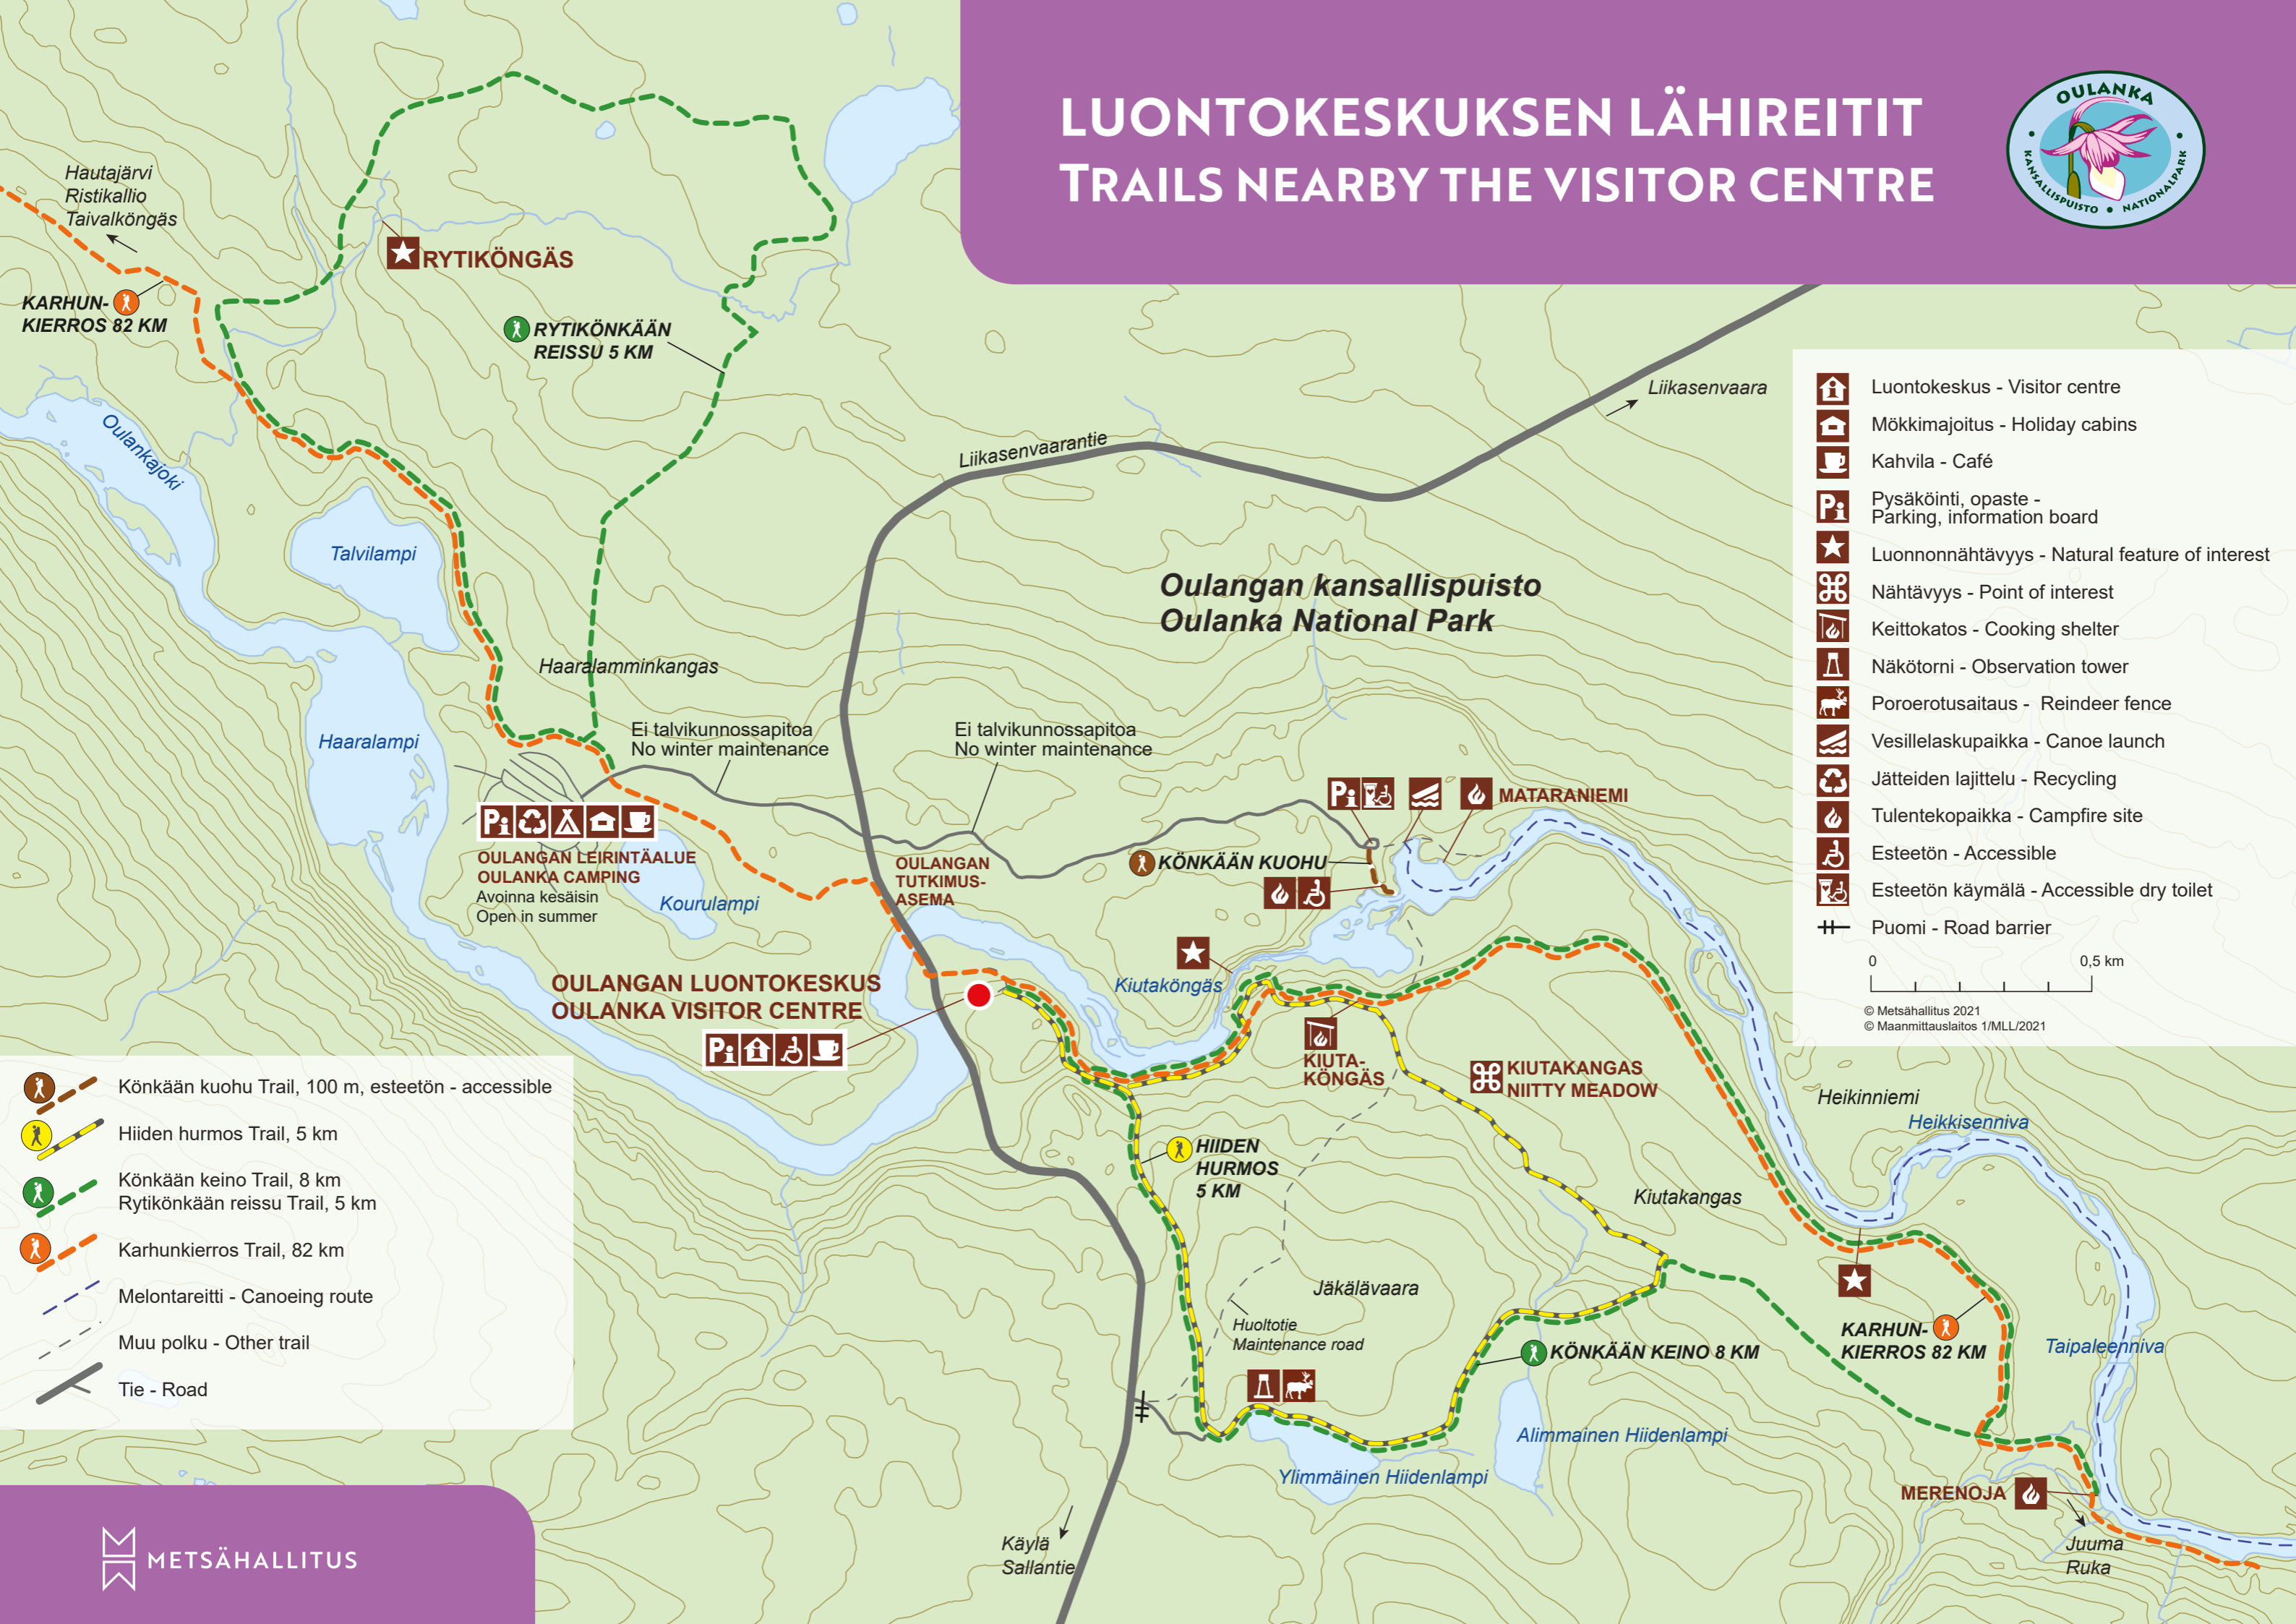 LUONTOKESKUKSEN LÄHIREITIT
TRAILS NEARBY THE VISITOR CENTRE
OULANKA
KANSALLISPUISTO • NATIONALPARK
Hautajärvi
Ristikallio
Taivalköngäs
RYTIKÖNGÄS
KARHUN-
KIERROS 82 KM
RYTIKÖNKÄÄN
REISSU 5 KM
Liikasenvaara
Liikasenvaarantie
Oulankajoki
Talvilampi
Oulangan kansallispuisto
Oulanka National Park
Haaralamminkangas
Haaralampi
Ei talvikunnossapitoa
No winter maintenance
Ei talvikunnossapitoa
No winter maintenance
Pi
MATARANIEMI
Pi
OULANGAN LEIRINTÄALUE
OULANKA CAMPING
Avoinna kesäisin
Open in summer
Kourulampi
OULANGAN
TUTKIMUS-
ASEMA
KÖNKÄÄN KUOHU
OULANGAN LUONTOKESKUS
OULANKA VISITOR CENTRE
Pi
Kiutaköngäs
KIUTA-
KÖNGÄS
KIUTAKANGAS
NIITTY MEADOW
Heikinniemi
Heikkisenniva
HIIDEN
HURMOS
5 KM
Kiutakangas
Jäkälävaara
Huoltotie
Maintenance road
KÖNKÄÄN KEINO 8 KM
KARHUN-
KIERROS 82 KM
Taipaleenniva
Alimmainen Hiidenlampi
Ylimmäinen Hiidenlampi
MERENOJA
Juuma
Ruka
Käylä
Sallantie
Luontokeskus - Visitor centre
Mökkimajoitus - Holiday cabins
Kahvila - Café
Pi
Pysäköinti, opaste -
Parking, information board
Luonnonnähtävyys - Natural feature of interest
Nähtävyys - Point of interest
Keittokatos - Cooking shelter
Näkötorni - Observation tower
Poroerotusaitaus - Reindeer fence
Vesillelaskupaikka - Canoe launch
Jätteiden lajittelu - Recycling
Tulentekopaikka - Campfire site
Esteetön - Accessible
Esteetön käymälä - Accessible dry toilet
Puomi - Road barrier
0 0,5 km
© Metsähallitus 2021
© Maanmittauslaitos 1/MLL/2021
Könkään kuohu Trail, 100 m, esteetön - accessible
Hiiden hurmos Trail, 5 km
Könkään keino Trail, 8 km
Rytikönkään reissu Trail, 5 km
Karhunkierros Trail, 82 km
Melontareitti - Canoeing route
Muu polku - Other trail
Tie - Road
METSÄHALLITUS